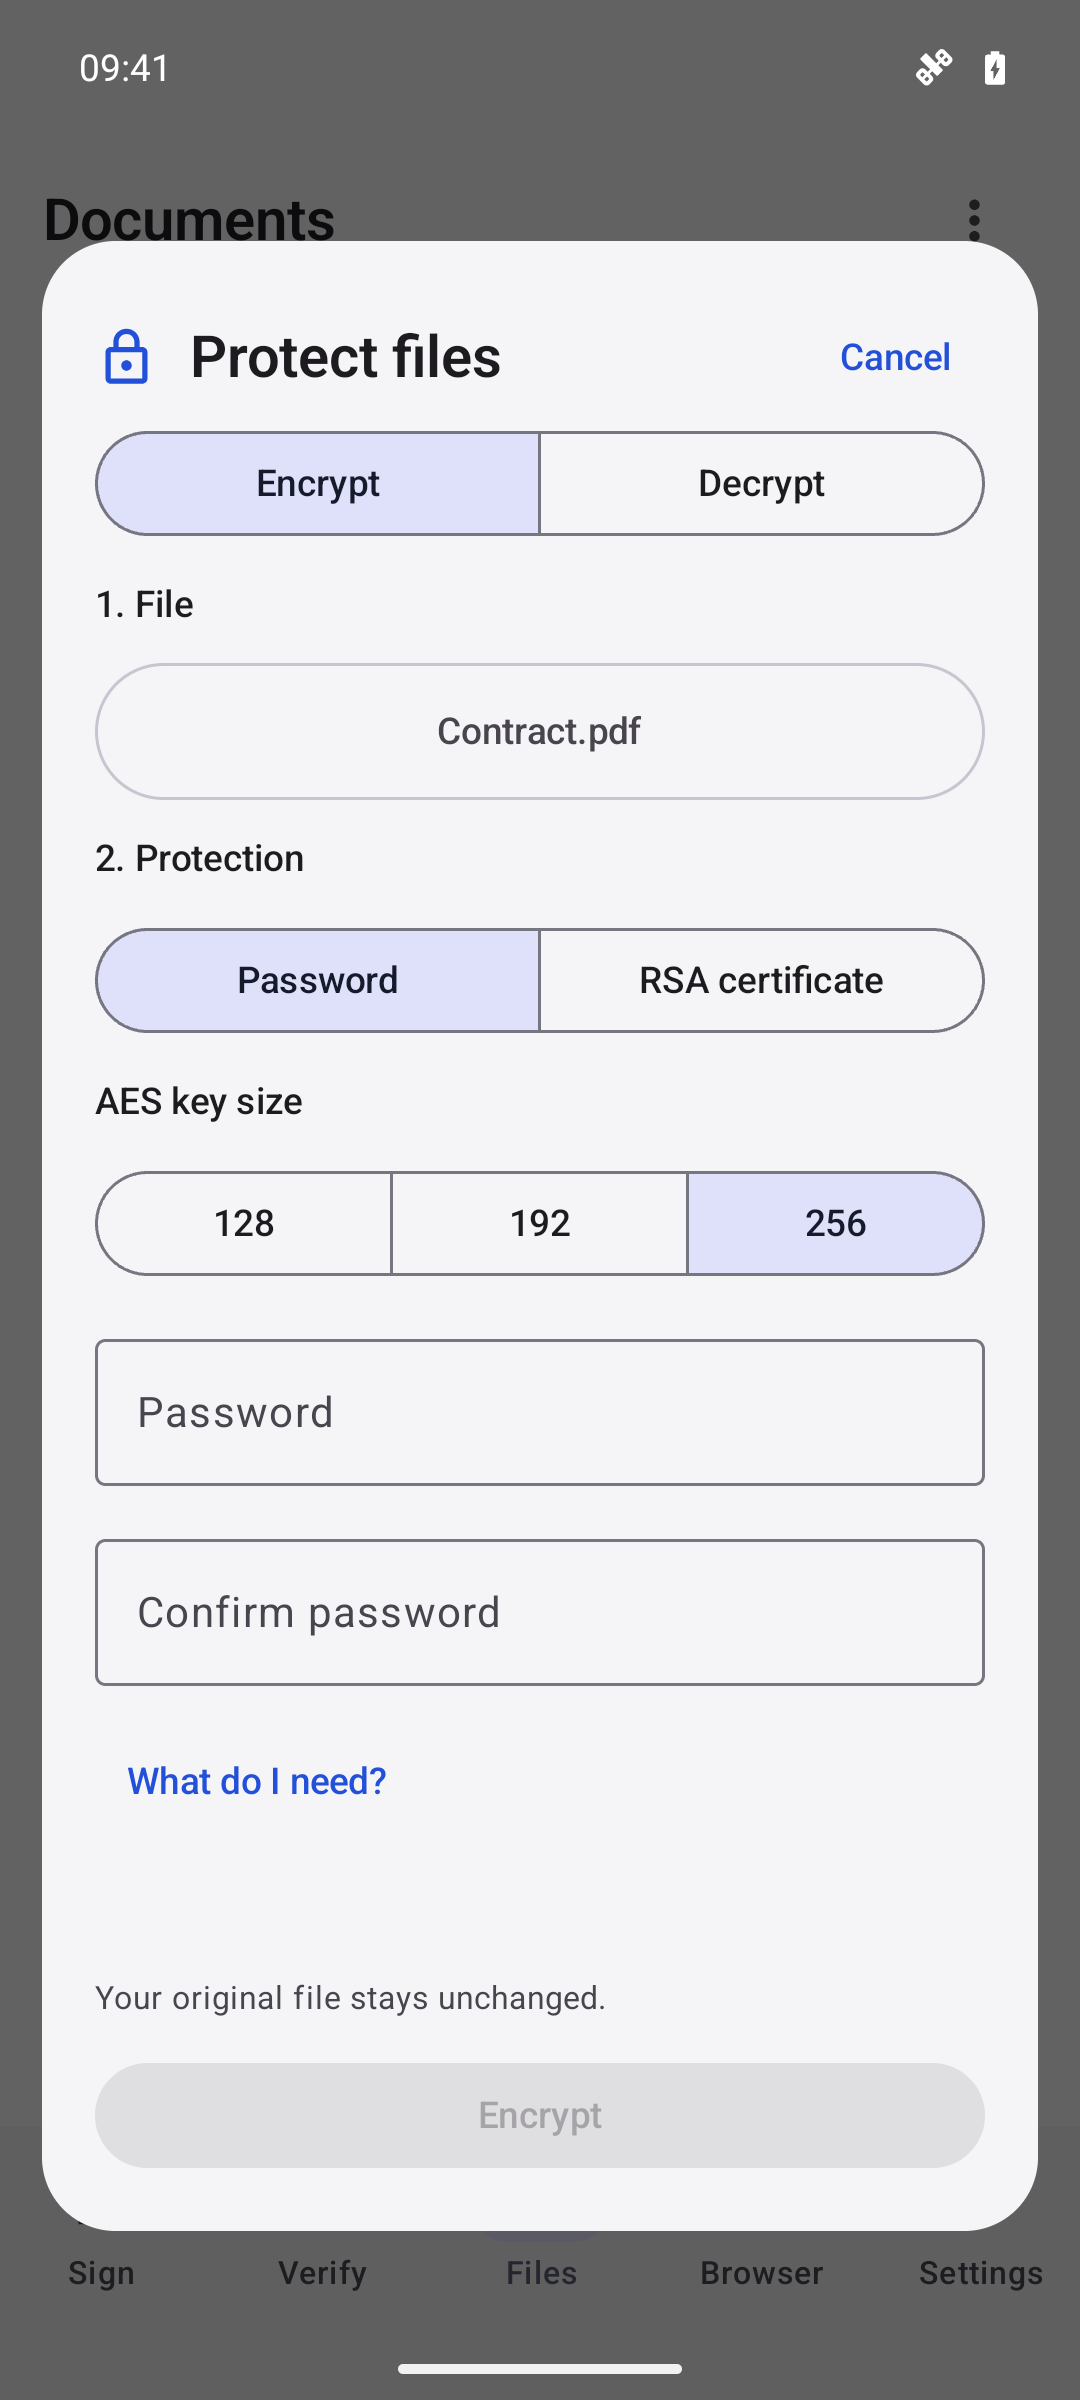 09:41
Documents
Protect files
Cancel
Encrypt
Decrypt
1. File
Contract.pdf
2. Protection
Password
RSA certificate
AES key size
128
192
256
Password
Confirm password
What do I need?
Your original file stays unchanged.
Encrypt
Sign
Verify
Files
Browser
Settings